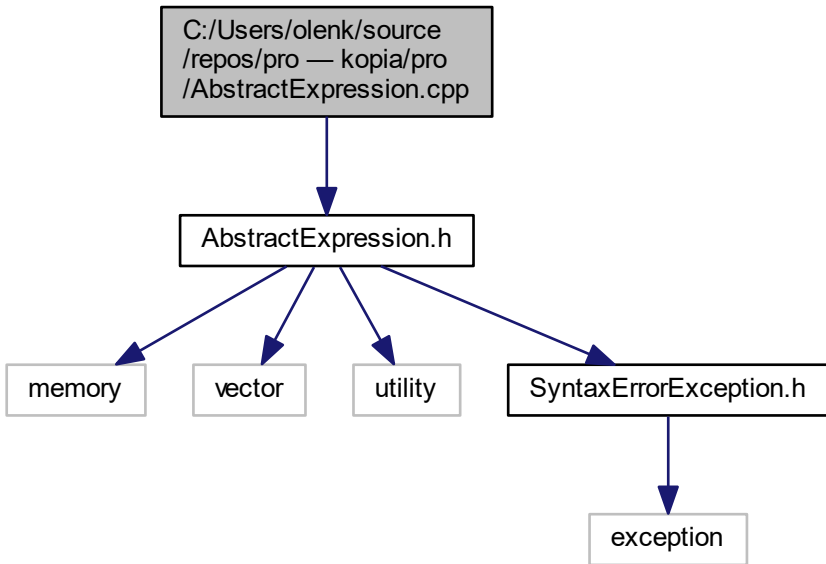 C:/Users/olenk/source
/repos/pro — kopia/pro
/AbstractExpression.cpp
AbstractExpression.h
memory
vector
utility
SyntaxErrorException.h
exception